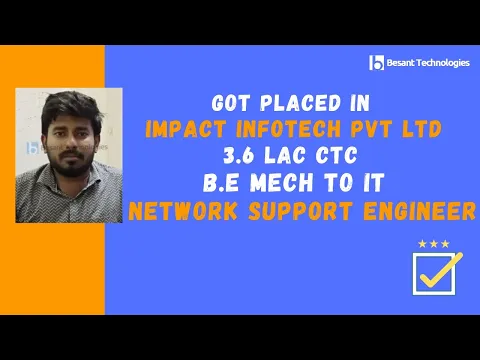 Besant Technologies
GOT PLACED IN
IMPACT INFOTECH PVT LTD
3.6 LAC CTC
B.E MECH TO IT
NETWORK SUPPORT ENGINEER